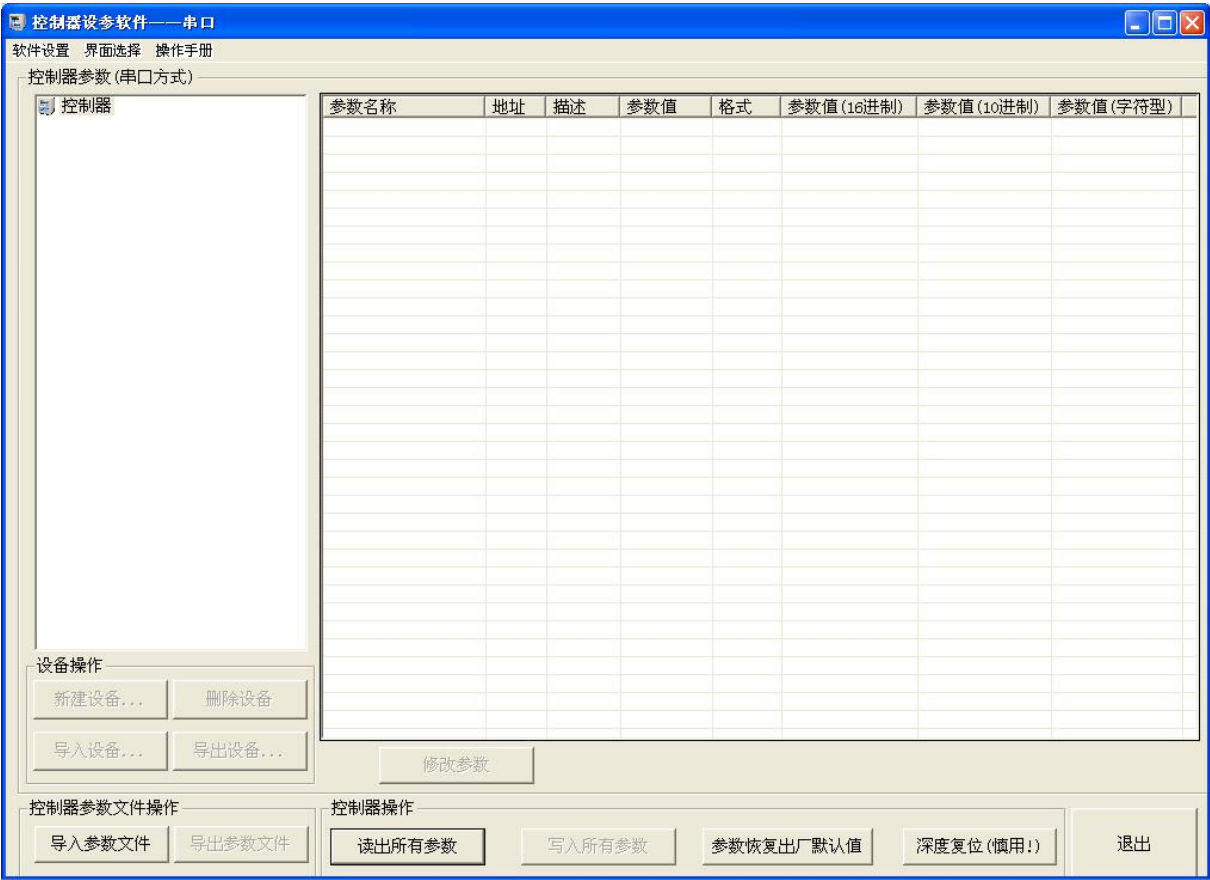 控制器设参软件——串口
软件设置 界面选择 操作手册
控制器参数(串口方式)
控制器
参数名称 地址 描述 参数值 格式 参数值(16进制) 参数值(10进制) 参数值(字符型)
设备操作
新建设备... 删除设备
导入设备... 导出设备...
修改参数
控制器参数文件操作
导入参数文件 导出参数文件
控制器操作
读出所有参数 写入所有参数 参数恢复出厂默认值 深度复位(慎用!)
退出